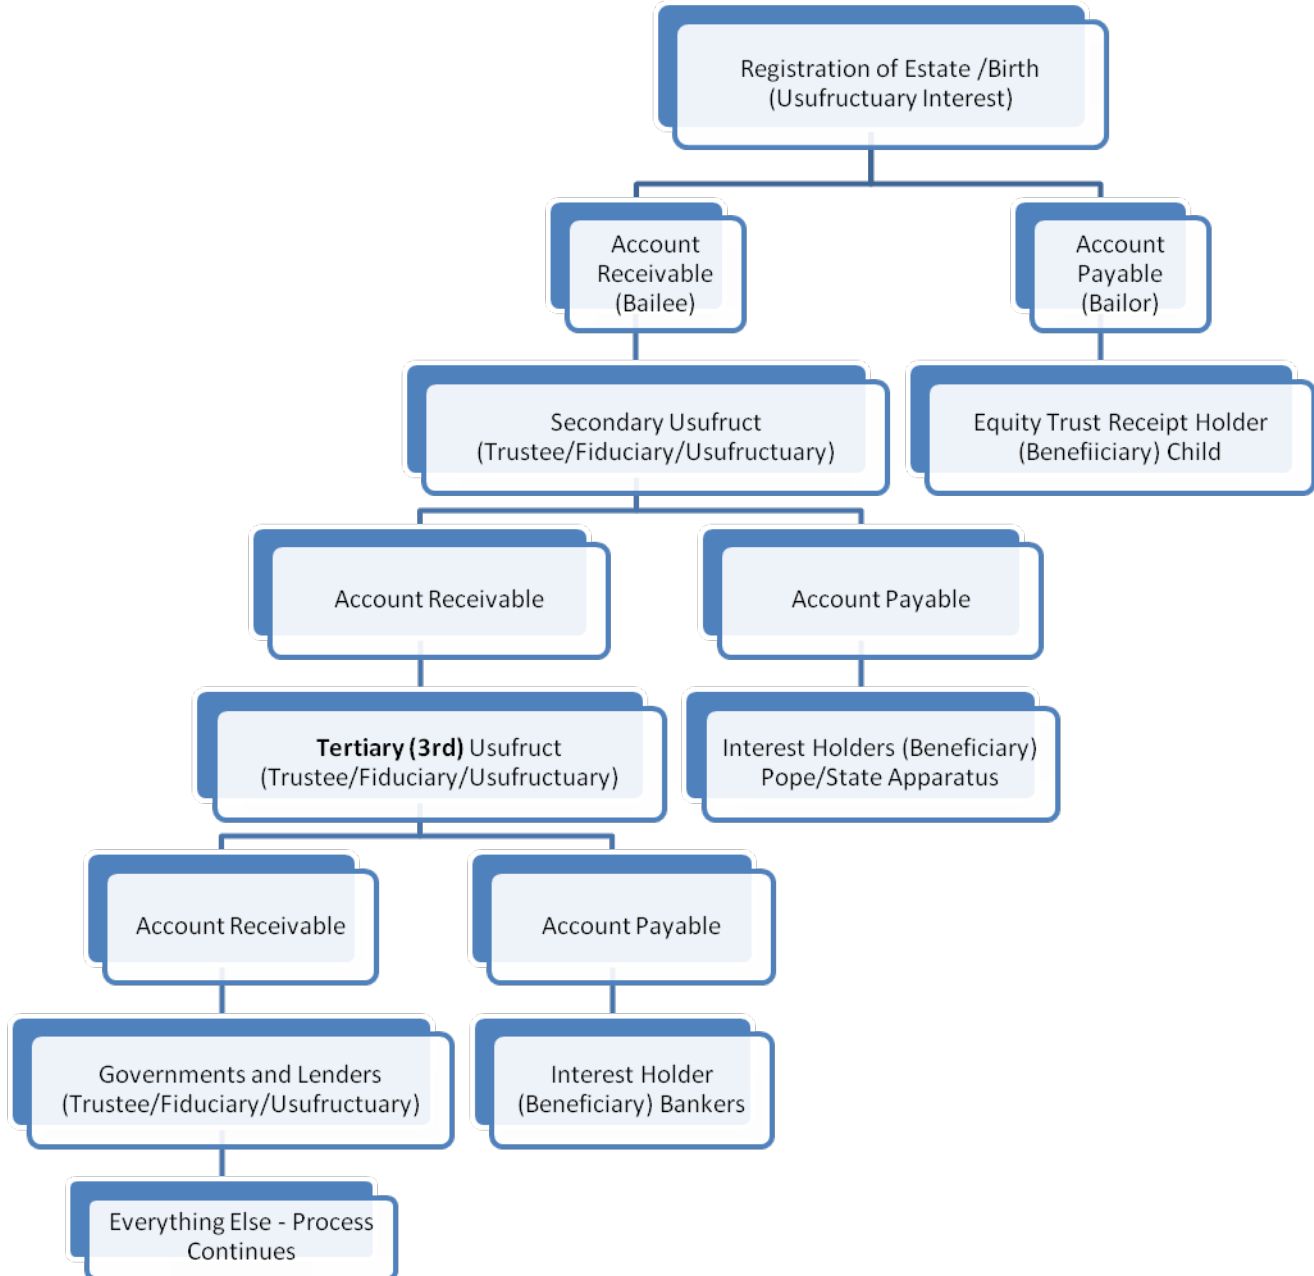 Registration of Estate /Birth
(Usufructuary Interest)
Account
Receivable
(Bailee)
Account
Payable
(Bailor)
Secondary Usufruct
(Trustee/Fiduciary/Usufructuary)
Equity Trust Receipt Holder
(Benefiiciary) Child
Account Receivable
Account Payable
Tertiary (3rd) Usufruct
(Trustee/Fiduciary/Usufructuary)
Interest Holders (Beneficiary)
Pope/State Apparatus
Account Receivable
Account Payable
Governments and Lenders
(Trustee/Fiduciary/Usufructuary)
Interest Holder
(Beneficiary) Bankers
Everything Else - Process
Continues